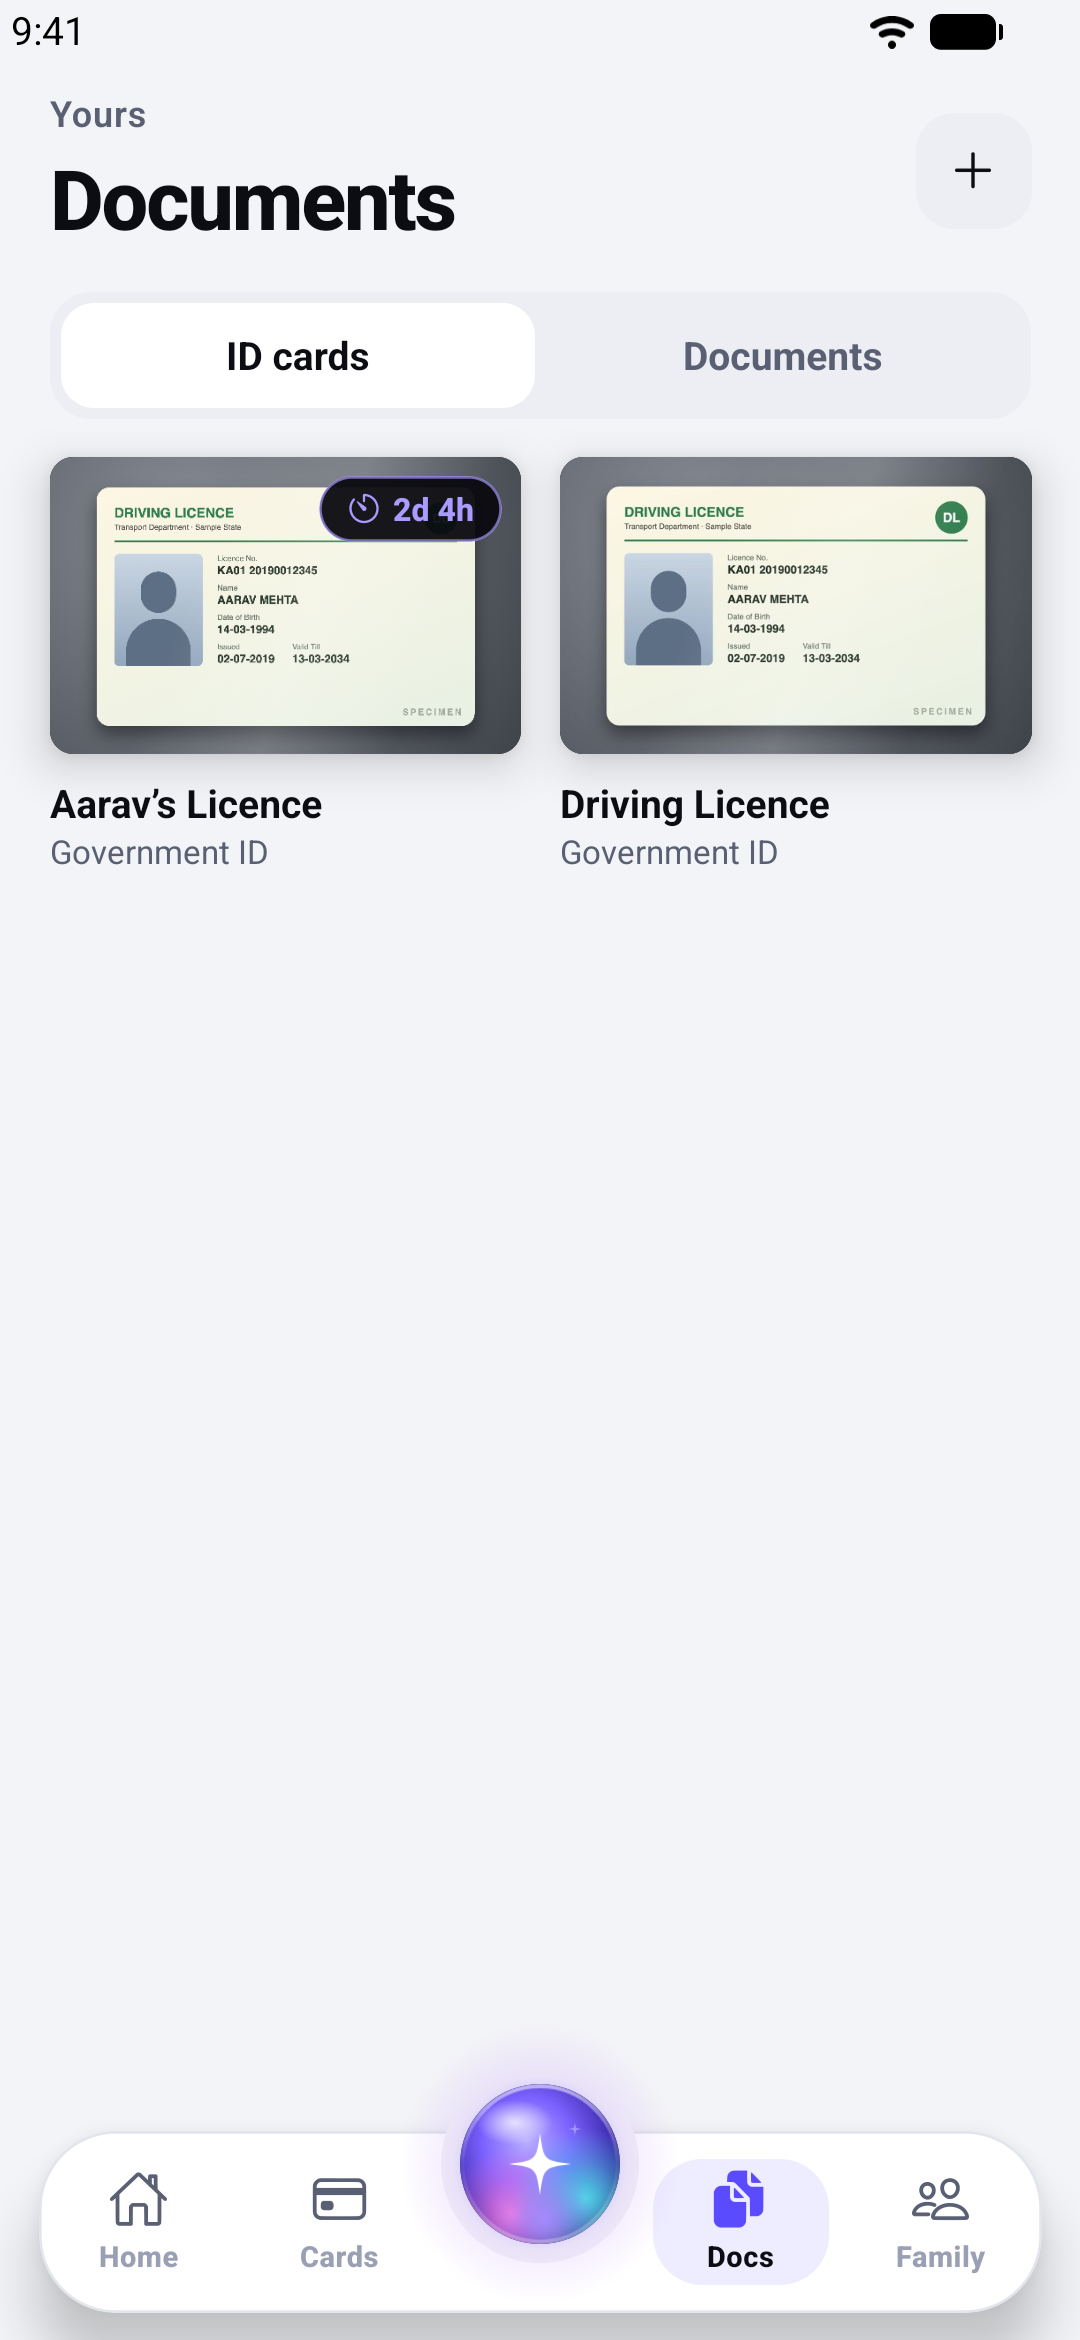 9:41
Yours
Documents
ID cards
Documents
DRIVING LICENCE
Transport Department · Sample State
2d 4h
Licence No.
KA01 20190012345
Name
AARAV MEHTA
Date of Birth
14-03-1994
Issued Valid Till
02-07-2019 13-03-2034
SPECIMEN
DRIVING LICENCE
Transport Department · Sample State
DL
Licence No.
KA01 20190012345
Name
AARAV MEHTA
Date of Birth
14-03-1994
Issued Valid Till
02-07-2019 13-03-2034
SPECIMEN
Aarav’s Licence
Government ID
Driving Licence
Government ID
Home
Cards
Docs
Family